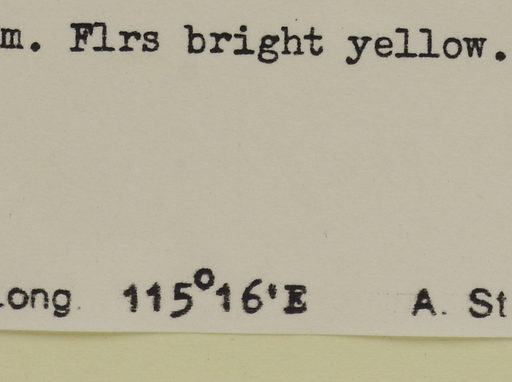 m. Flrs bright yellow.
Long. 115°16'E A. St